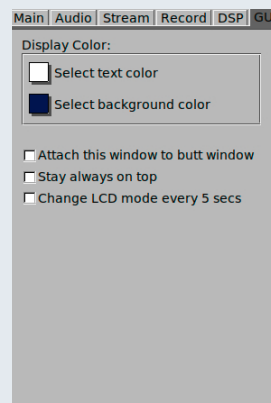 Main Audio Stream Record DSP GU
Display Color:
Select text color
Select background color
Attach this window to butt window
Stay always on top
Change LCD mode every 5 secs